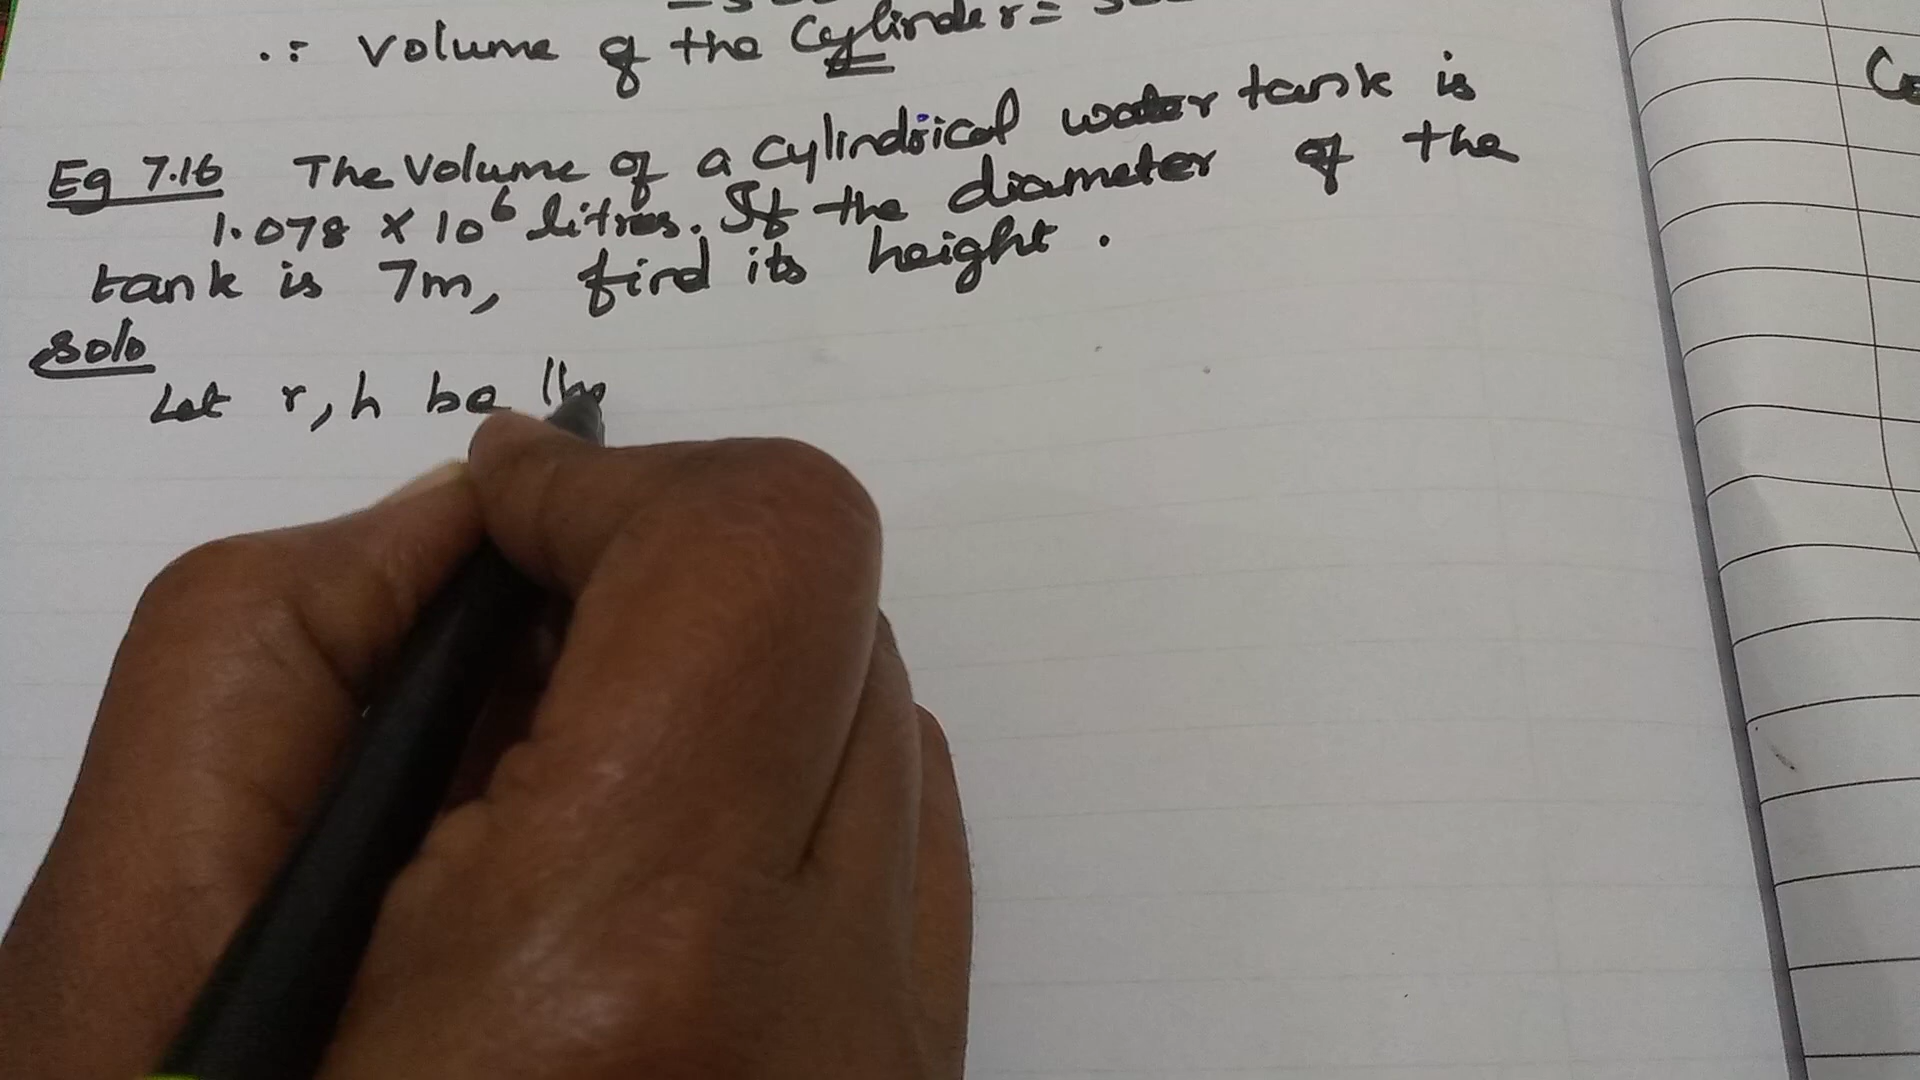 ∴ Volume of the Cylinder =
Eg 7.16 The Volume of a Cylindrical water tank is
1.078 × 10⁶ litres. If the diameter of the
tank is 7m, find its height.
Soln
Let r, h be the